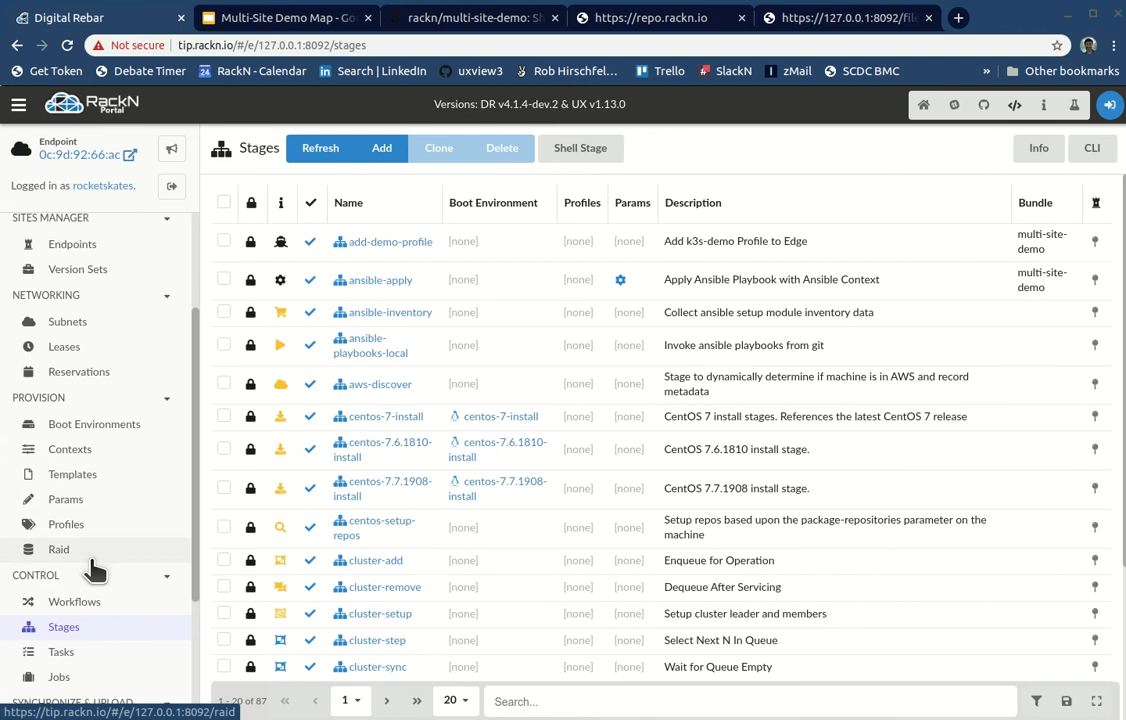 Digital Rebar
Multi-Site Demo Map - Go
rackn/multi-site-demo: Sh
https://repo.rackn.io
https://127.0.0.1:8092/file
Not secure | tip.rackn.io/#/e/127.0.0.1:8092/stages
Get Token
Debate Timer
RackN - Calendar
Search | LinkedIn
uxview3
Rob Hirschfel...
Trello
SlackN
zMail
SCDC BMC
»
Other bookmarks
RackN
Portal
Versions: DR v4.1.4-dev.2 & UX v1.13.0
Endpoint
0c:9d:92:66:ac
Logged in as rocketskates.
Stages
Refresh
Add
Clone
Delete
Shell Stage
Info
CLI
SITES MANAGER
Endpoints
Version Sets
NETWORKING
Subnets
Leases
Reservations
PROVISION
Boot Environments
Contexts
Templates
Params
Profiles
Raid
CONTROL
Workflows
Stages
Tasks
Jobs
SYNCHRONIZE & UPLOAD
https://tip.rackn.io/#/e/127.0.0.1:8092/raid
Name Boot Environment Profiles Params Description Bundle
add-demo-profile [none] [none] [none] Add k3s-demo Profile to Edge multi-site-
demo
ansible-apply [none] [none] Apply Ansible Playbook with Ansible Context multi-site-
demo
ansible-inventory [none] [none] [none] Collect ansible setup module inventory data
ansible-
playbooks-local [none] [none] [none] Invoke ansible playbooks from git
aws-discover [none] [none] [none] Stage to dynamically determine if machine is in AWS and record
metadata
centos-7-install centos-7-install [none] [none] CentOS 7 install stages. References the latest CentOS 7 release
centos-7.6.1810- centos-7.6.1810- [none] [none] CentOS 7.6.1810 install stage.
install install
centos-7.7.1908- centos-7.7.1908- [none] [none] CentOS 7.7.1908 install stage.
install install
centos-setup- [none] [none] [none] Setup repos based upon the package-repositories parameter on the
repos machine
cluster-add [none] [none] [none] Enqueue for Operation
cluster-remove [none] [none] [none] Dequeue After Servicing
cluster-setup [none] [none] [none] Setup cluster leader and members
cluster-step [none] [none] [none] Select Next N In Queue
cluster-sync [none] [none] [none] Wait for Queue Empty
1 - 20 of 87 « ‹ 1 › » 20 Search...